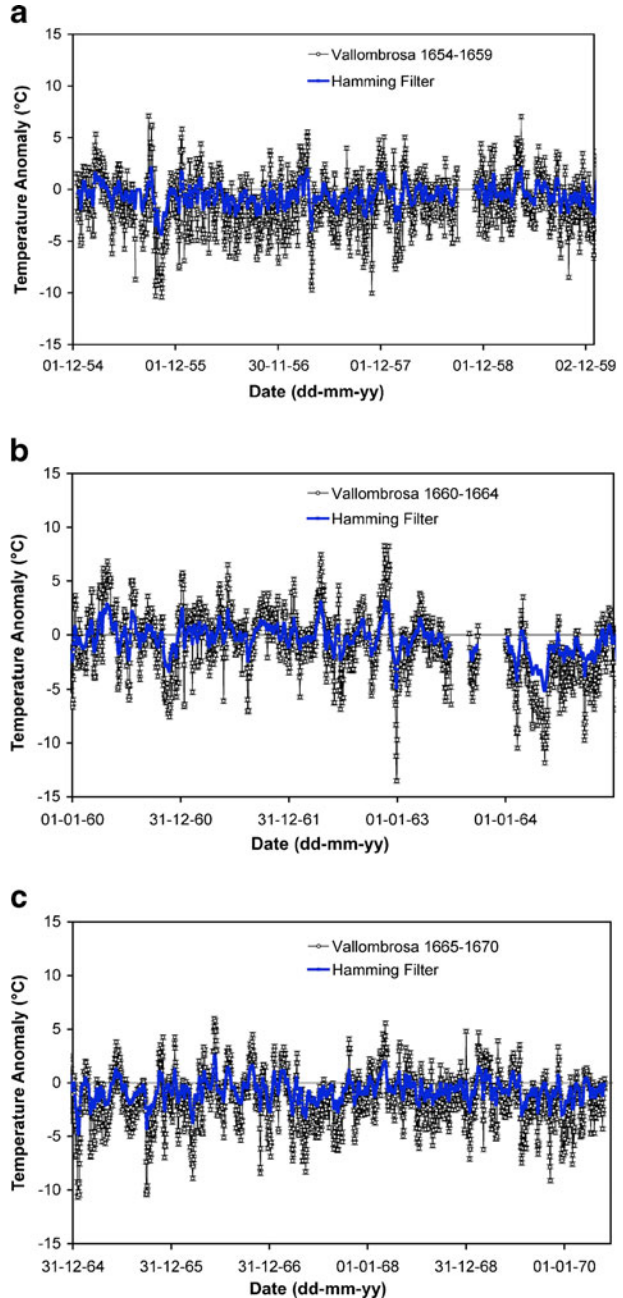 a
Vallombrosa 1654-1659
Hamming Filter
Temperature Anomaly (°C)
15
10
5
0
-5
-10
-15
01-12-54 01-12-55 30-11-56 01-12-57 01-12-58 02-12-59
Date (dd-mm-yy)
b
Vallombrosa 1660-1664
Hamming Filter
Temperature Anomaly (°C)
15
10
5
0
-5
-10
-15
01-01-60 31-12-60 31-12-61 01-01-63 01-01-64
Date (dd-mm-yy)
c
Vallombrosa 1665-1670
Hamming Filter
Temperature Anomaly (°C)
15
10
5
0
-5
-10
-15
31-12-64 31-12-65 31-12-66 01-01-68 31-12-68 01-01-70
Date (dd-mm-yy)